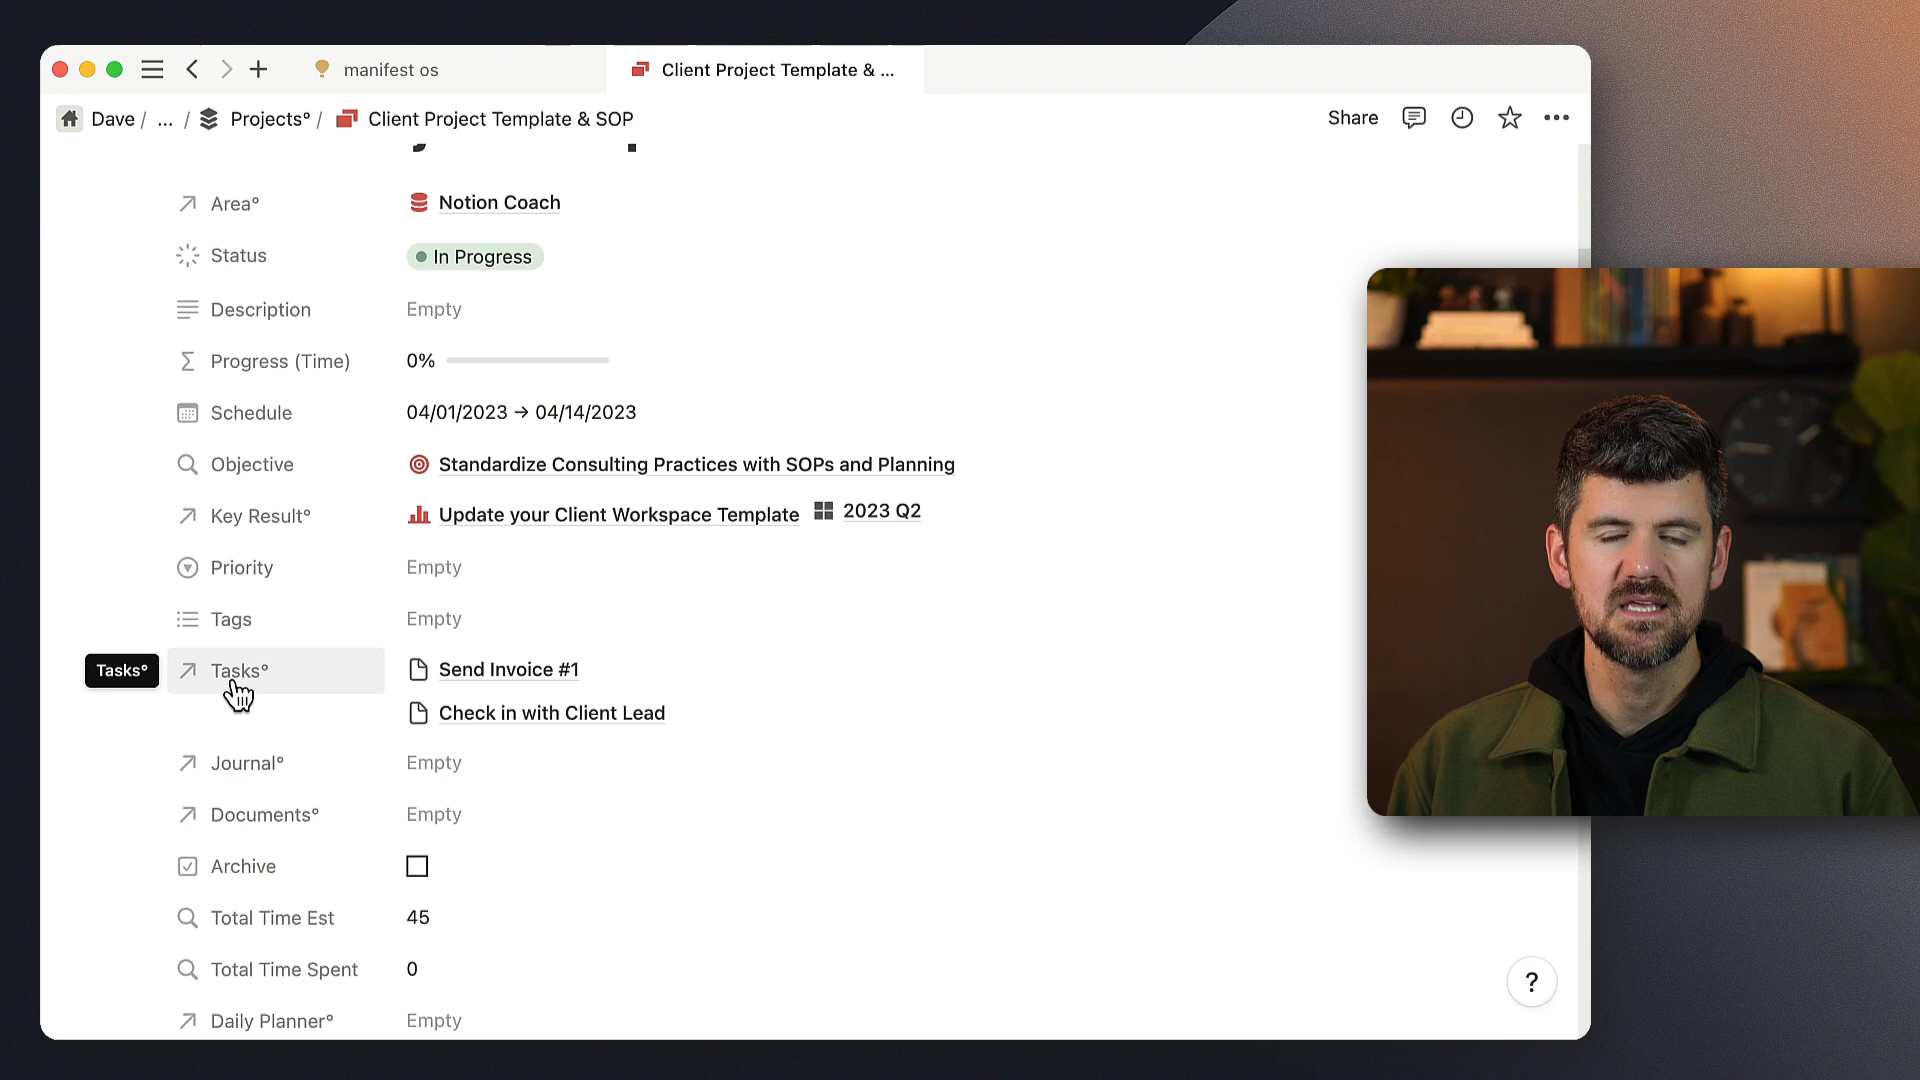 manifest os
Client Project Template & ...
Dave / ... / Projects° / Client Project Template & SOP
Share
Area° Notion Coach
Status In Progress
Description Empty
Progress (Time) 0%
Schedule 04/01/2023 → 04/14/2023
Objective Standardize Consulting Practices with SOPs and Planning
Key Result° Update your Client Workspace Template 2023 Q2
Priority Empty
Tags Empty
Tasks° Tasks° Send Invoice #1
Check in with Client Lead
Journal° Empty
Documents° Empty
Archive
Total Time Est 45
Total Time Spent 0
Daily Planner° Empty
?